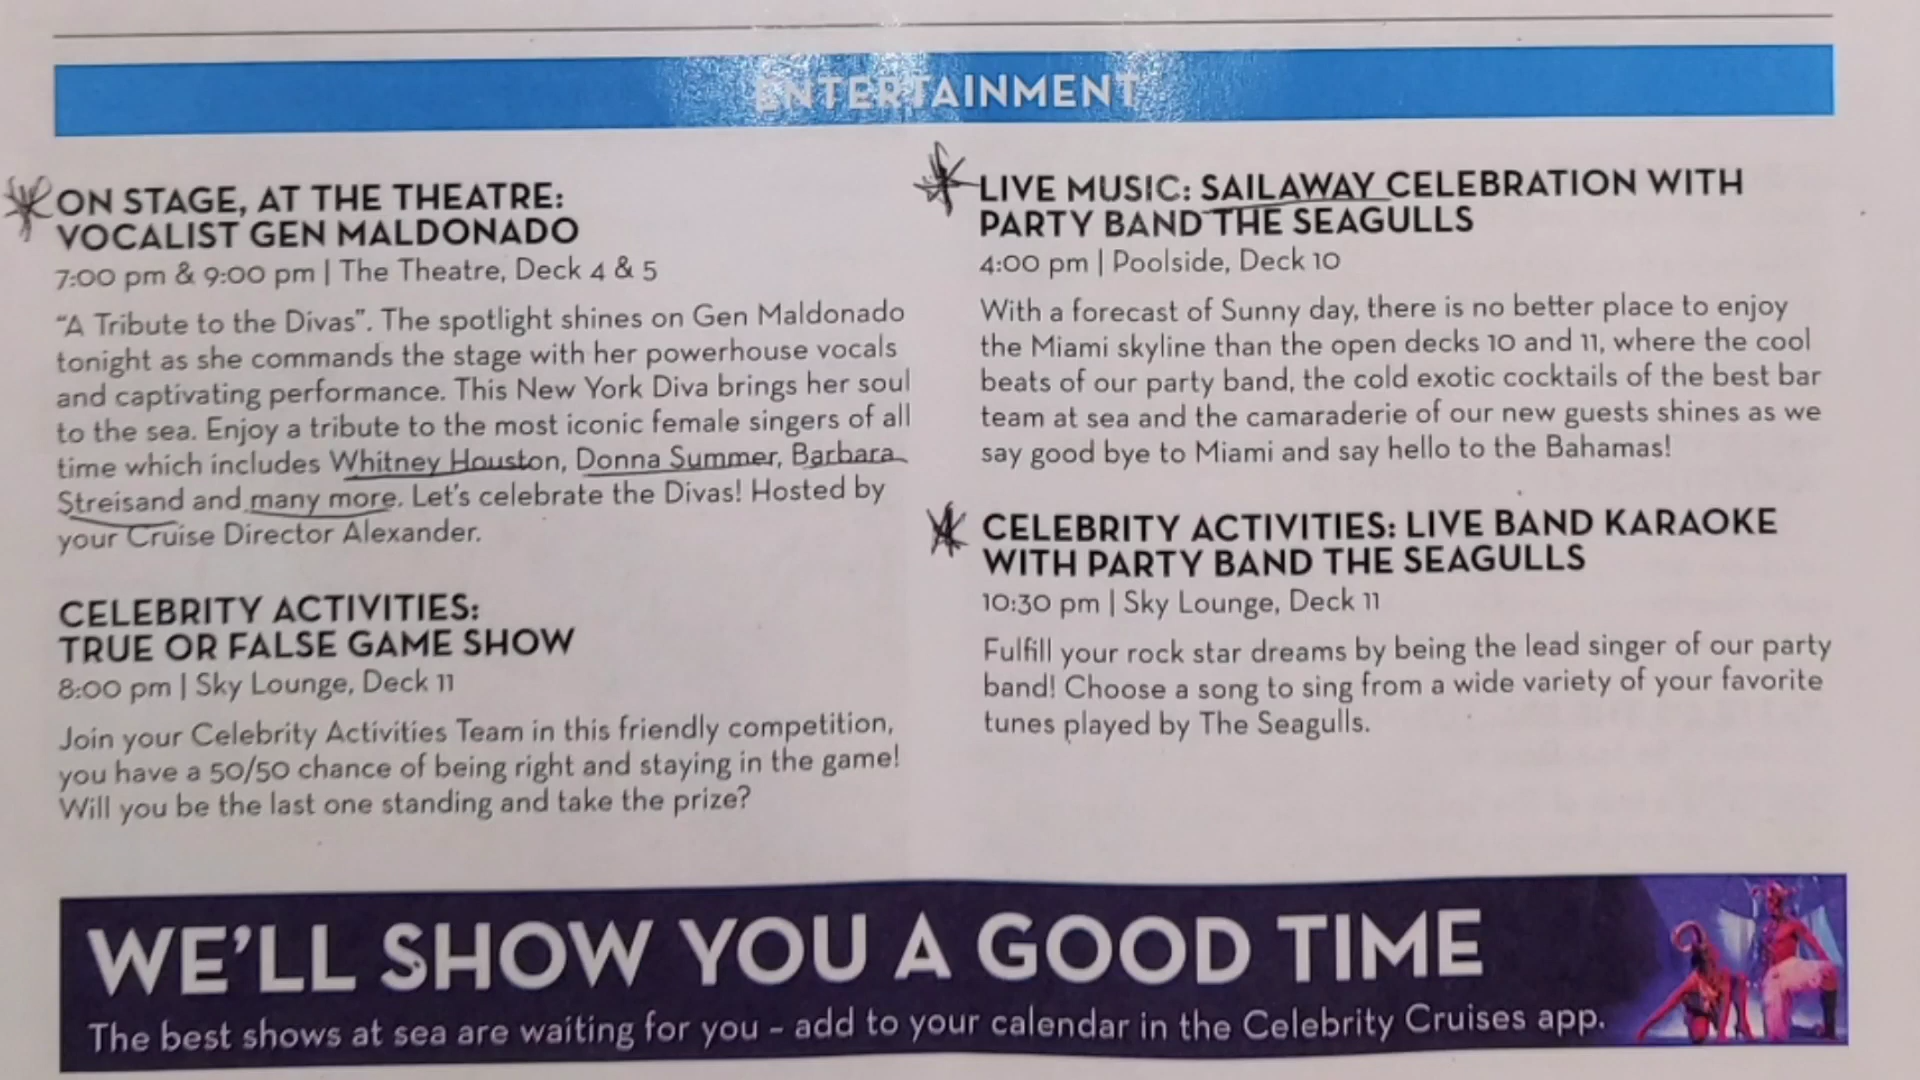 ENTERTAINMENT
ON STAGE, AT THE THEATRE:
VOCALIST GEN MALDONADO
7:00 pm & 9:00 pm | The Theatre, Deck 4 & 5
“A Tribute to the Divas”. The spotlight shines on Gen Maldonado
tonight as she commands the stage with her powerhouse vocals
and captivating performance. This New York Diva brings her soul
to the sea. Enjoy a tribute to the most iconic female singers of all
time which includes Whitney Houston, Donna Summer, Barbara
Streisand and many more. Let's celebrate the Divas! Hosted by
your Cruise Director Alexander.
CELEBRITY ACTIVITIES:
TRUE OR FALSE GAME SHOW
8:00 pm | Sky Lounge, Deck 11
Join your Celebrity Activities Team in this friendly competition,
you have a 50/50 chance of being right and staying in the game!
Will you be the last one standing and take the prize?
LIVE MUSIC: SAILAWAY CELEBRATION WITH
PARTY BAND THE SEAGULLS
4:00 pm | Poolside, Deck 10
With a forecast of Sunny day, there is no better place to enjoy
the Miami skyline than the open decks 10 and 11, where the cool
beats of our party band, the cold exotic cocktails of the best bar
team at sea and the camaraderie of our new guests shines as we
say good bye to Miami and say hello to the Bahamas!
CELEBRITY ACTIVITIES: LIVE BAND KARAOKE
WITH PARTY BAND THE SEAGULLS
10:30 pm | Sky Lounge, Deck 11
Fulfill your rock star dreams by being the lead singer of our party
band! Choose a song to sing from a wide variety of your favorite
tunes played by The Seagulls.
WE'LL SHOW YOU A GOOD TIME
The best shows at sea are waiting for you – add to your calendar in the Celebrity Cruises app.